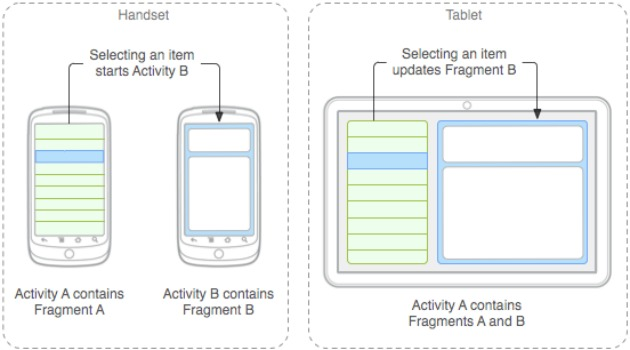 Handset
Selecting an item
starts Activity B
Activity A contains
Fragment A
Activity B contains
Fragment B
Tablet
Selecting an item
updates Fragment B
Activity A contains
Fragments A and B